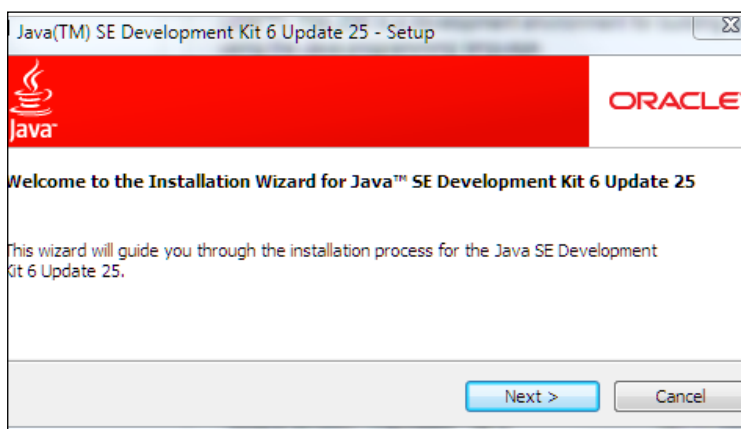 Java(TM) SE Development Kit 6 Update 25 - Setup
Java™
ORACLE
Welcome to the Installation Wizard for Java™ SE Development Kit 6 Update 25
This wizard will guide you through the installation process for the Java SE Development
Kit 6 Update 25.
Next >
Cancel